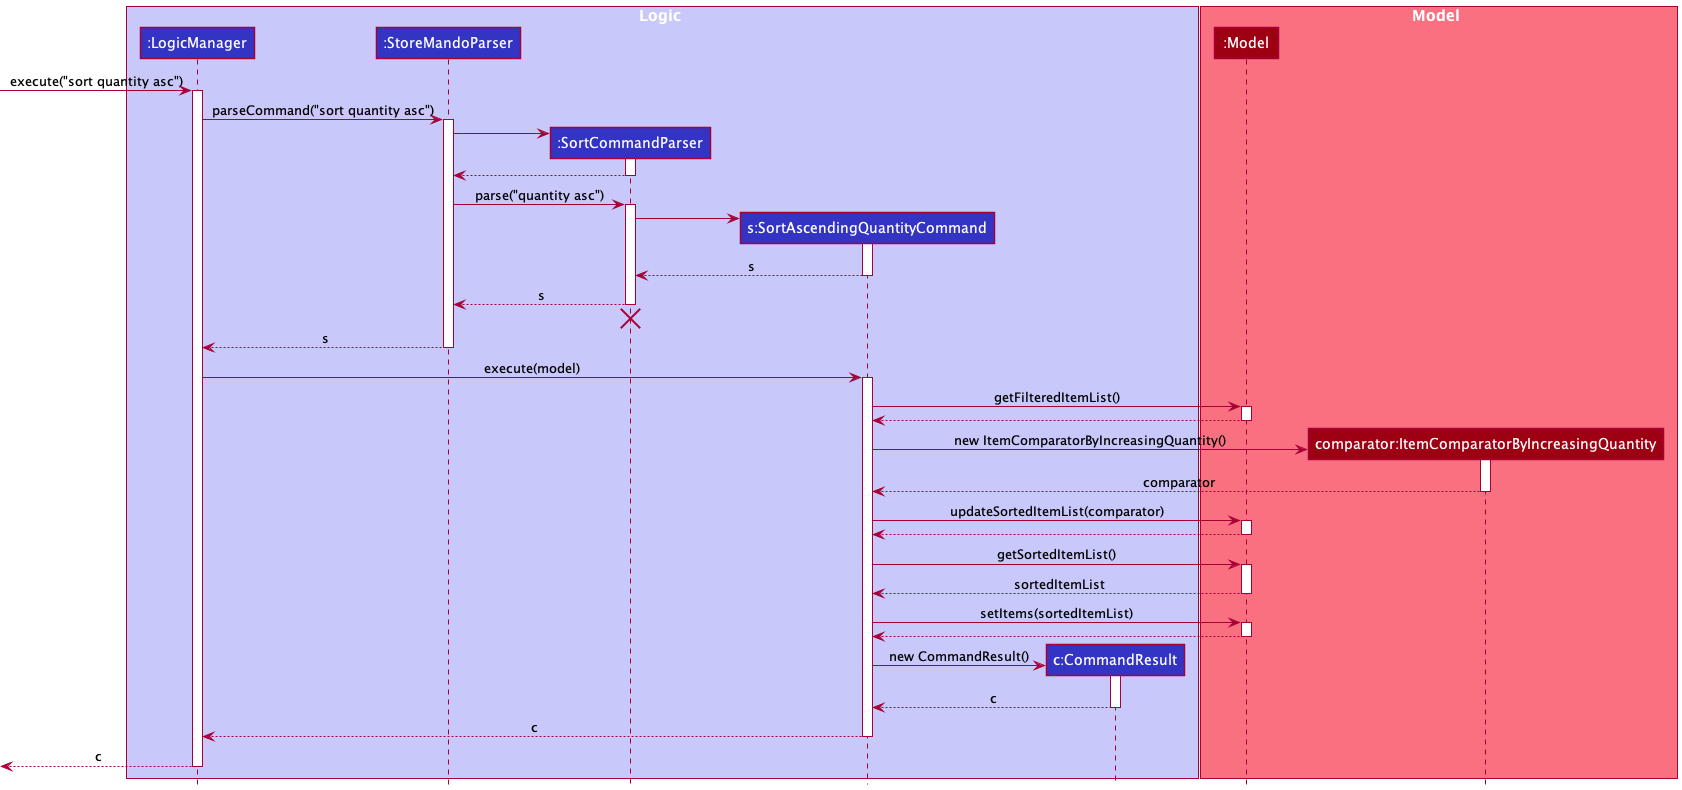 Logic
Model
:LogicManager
:StoreMandoParser
:Model
execute("sort quantity asc")
parseCommand("sort quantity asc")
:SortCommandParser
parse("quantity asc")
s:SortAscendingQuantityCommand
s
s
s
execute(model)
getFilteredItemList()
new ItemComparatorByIncreasingQuantity()
comparator:ItemComparatorByIncreasingQuantity
comparator
updateSortedItemList(comparator)
getSortedItemList()
sortedItemList
setItems(sortedItemList)
new CommandResult()
c:CommandResult
c
c
c